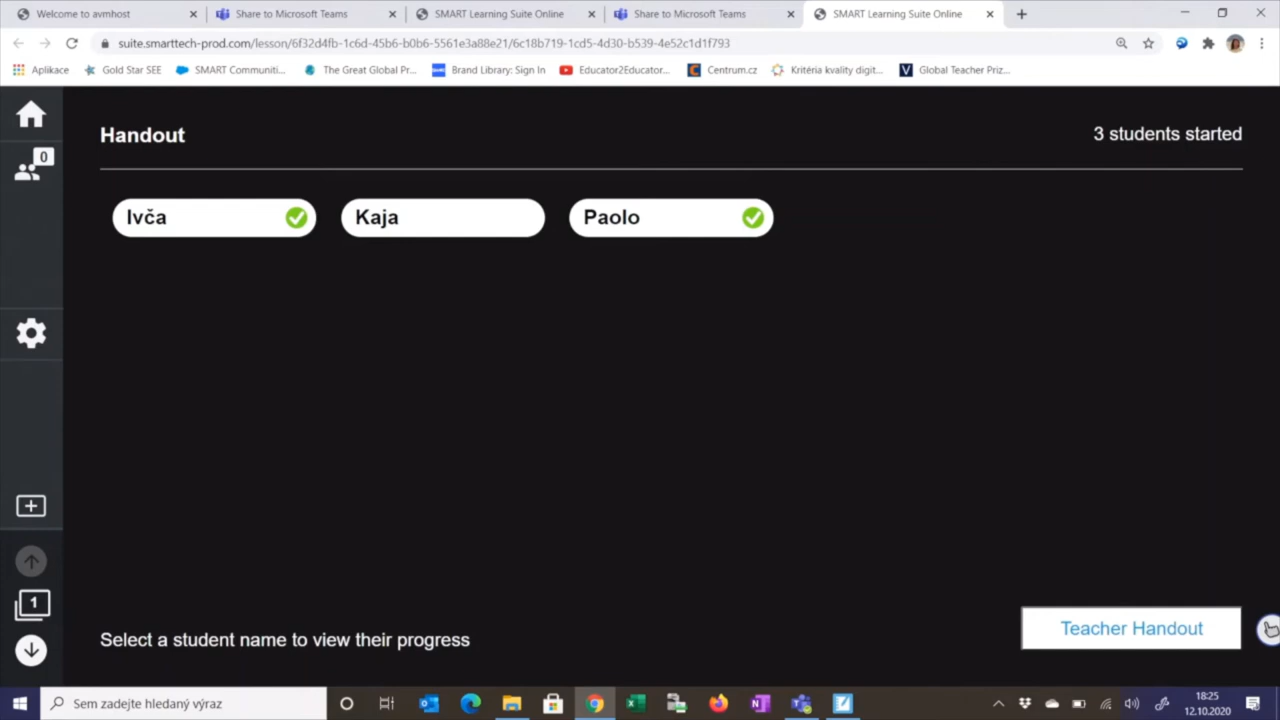 Welcome to avmhost
Share to Microsoft Teams
SMART Learning Suite Online
Share to Microsoft Teams
SMART Learning Suite Online
suite.smarttech-prod.com/lesson/6f32d4fb-1c6d-45b6-b0b6-5561e3a88e21/6c18b719-1cd5-4d30-b539-4e52c1d1f793
Aplikace
Gold Star SEE
SMART Communiti...
The Great Global Pr...
Brand Library: Sign In
Educator2Educator...
Centrum.cz
Kritéria kvality digit...
Global Teacher Priz...
0
Handout
3 students started
Ivča
Kaja
Paolo
1
Select a student name to view their progress
Teacher Handout
Sem zadejte hledaný výraz
18:25
12.10.2020